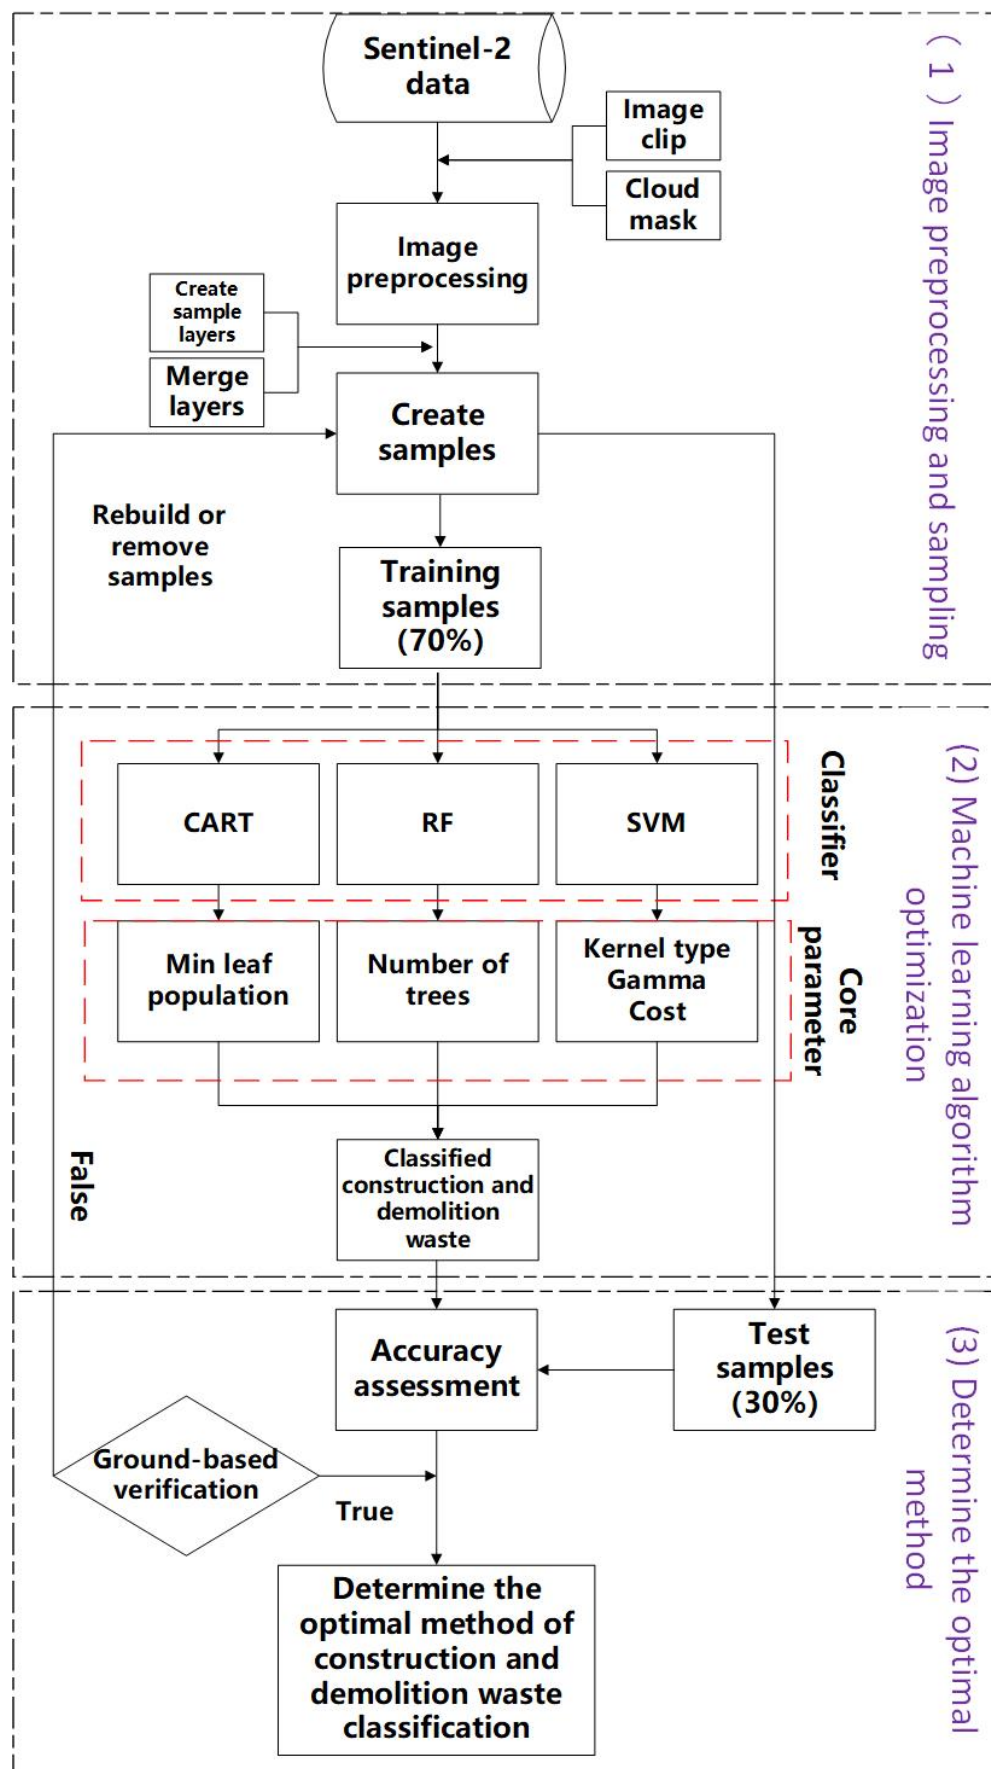 Sentinel-2
data
Image
clip
Cloud
mask
Image
preprocessing
Create
sample
layers
Merge
layers
Create
samples
Rebuild or
remove
samples
Training
samples
(70%)
（1）Image preprocessing and sampling
CART
RF
SVM
Classifier
Min leaf
population
Number of
trees
Kernel type
Gamma
Cost
Core
parameter
(2) Machine learning algorithm
optimization
False
Classified
construction and
demolition
waste
Accuracy
assessment
Test
samples
(30%)
Ground-based
verification
True
Determine the
optimal method of
construction and
demolition waste
classification
(3) Determine the optimal
method